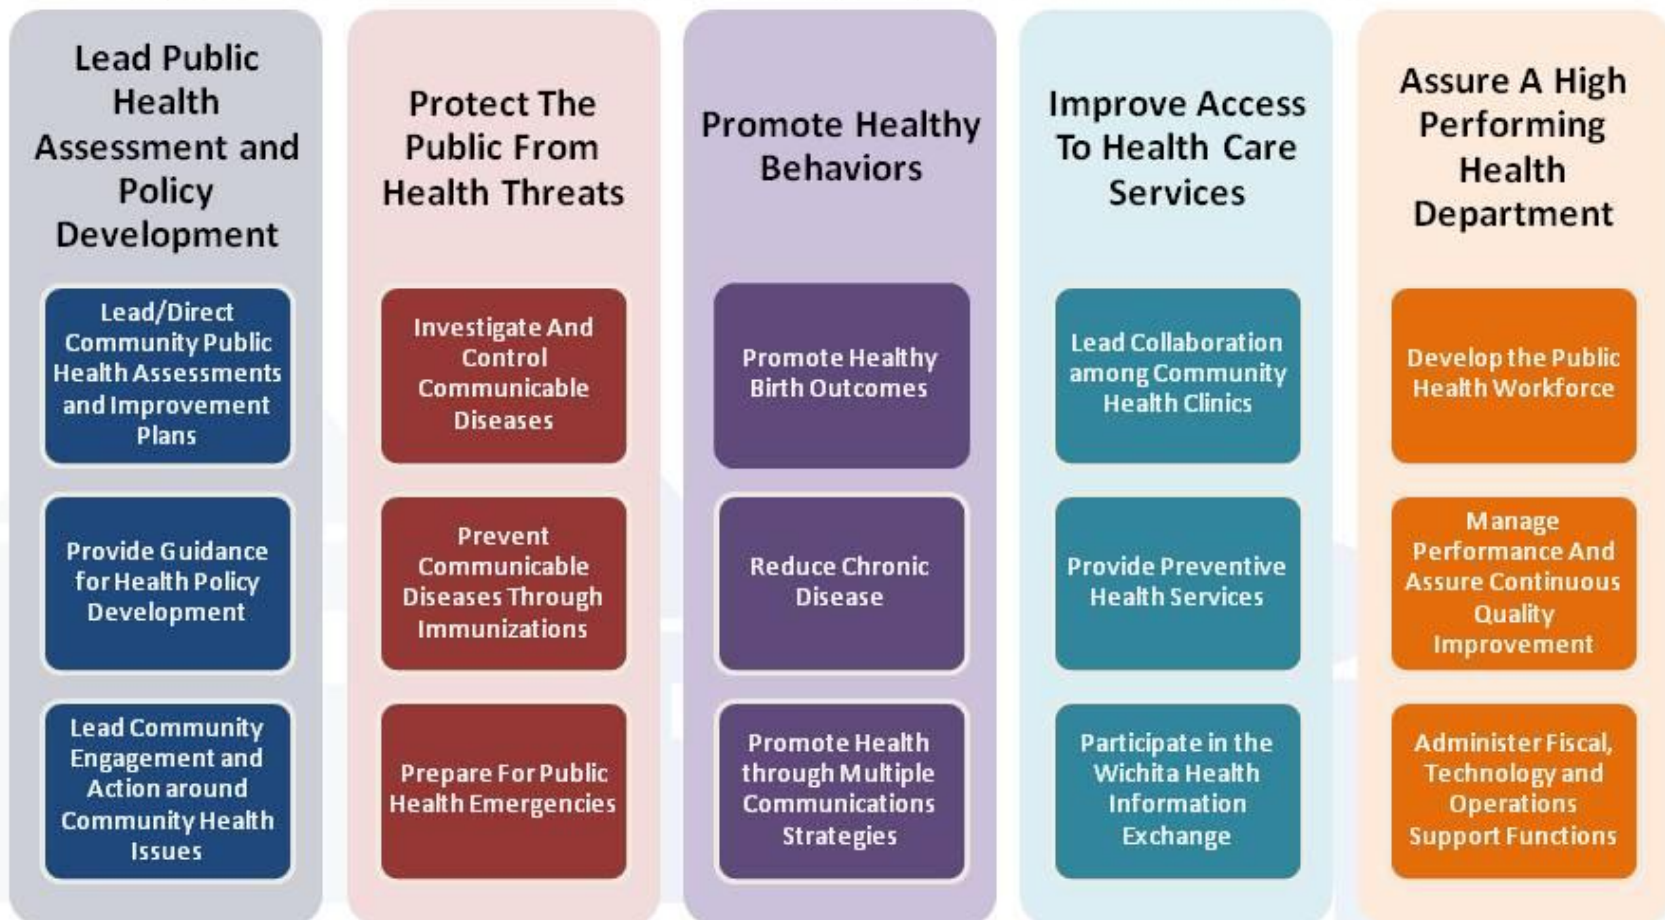 Lead Public
Health
Assessment and
Policy
Development
Lead/Direct
Community Public
Health Assessments
and Improvement
Plans
Provide Guidance
for Health Policy
Development
Lead Community
Engagement and
Action around
Community Health
Issues
Protect The
Public From
Health Threats
Investigate And
Control
Communicable
Diseases
Prevent
Communicable
Diseases Through
Immunizations
Prepare For Public
Health Emergencies
Promote Healthy
Behaviors
Promote Healthy
Birth Outcomes
Reduce Chronic
Disease
Promote Health
through Multiple
Communications
Strategies
Improve Access
To Health Care
Services
Lead Collaboration
among Community
Health Clinics
Provide Preventive
Health Services
Participate in the
Wichita Health
Information
Exchange
Assure A High
Performing
Health
Department
Develop the Public
Health Workforce
Manage
Performance And
Assure Continuous
Quality
Improvement
Administer Fiscal,
Technology and
Operations
Support Functions